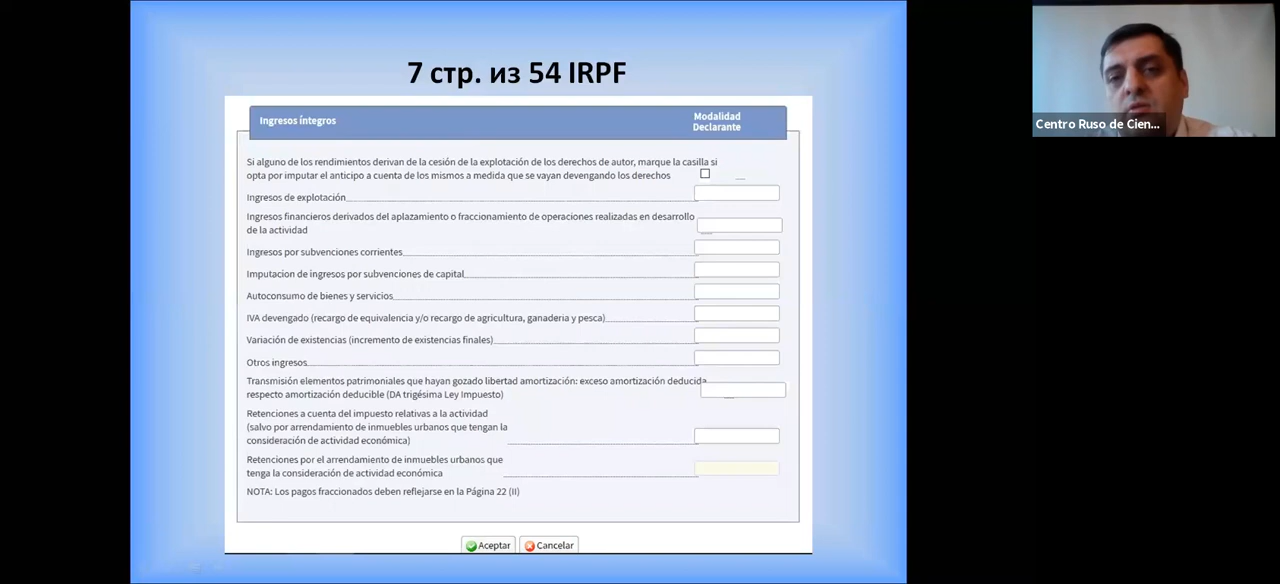 7 стр. из 54 IRPF
Ingresos íntegros
Modalidad
Declarante
Si alguno de los rendimientos derivan de la cesión de la explotación de los derechos de autor, marque la casilla si
opta por imputar el anticipo a cuenta de los mismos a medida que se vayan devengando los derechos
Ingresos de explotación
Ingresos financieros derivados del aplazamiento o fraccionamiento de operaciones realizadas en desarrollo
de la actividad
Ingresos por subvenciones corrientes
Imputacion de ingresos por subvenciones de capital
Autoconsumo de bienes y servicios
IVA devengado (recargo de equivalencia y/o recargo de agricultura, ganaderia y pesca)
Variación de existencias (incremento de existencias finales)
Otros ingresos
Transmisión elementos patrimoniales que hayan gozado libertad amortización: exceso amortización deducida
respecto amortización deducible (DA trigésima Ley Impuesto)
Retenciones a cuenta del impuesto relativas a la actividad
(salvo por arrendamiento de inmuebles urbanos que tengan la
consideración de actividad económica)
Retenciones por el arrendamiento de inmuebles urbanos que
tenga la consideración de actividad económica
NOTA: Los pagos fraccionados deben reflejarse en la Página 22 (II)
Aceptar
Cancelar
Centro Ruso de Cien...